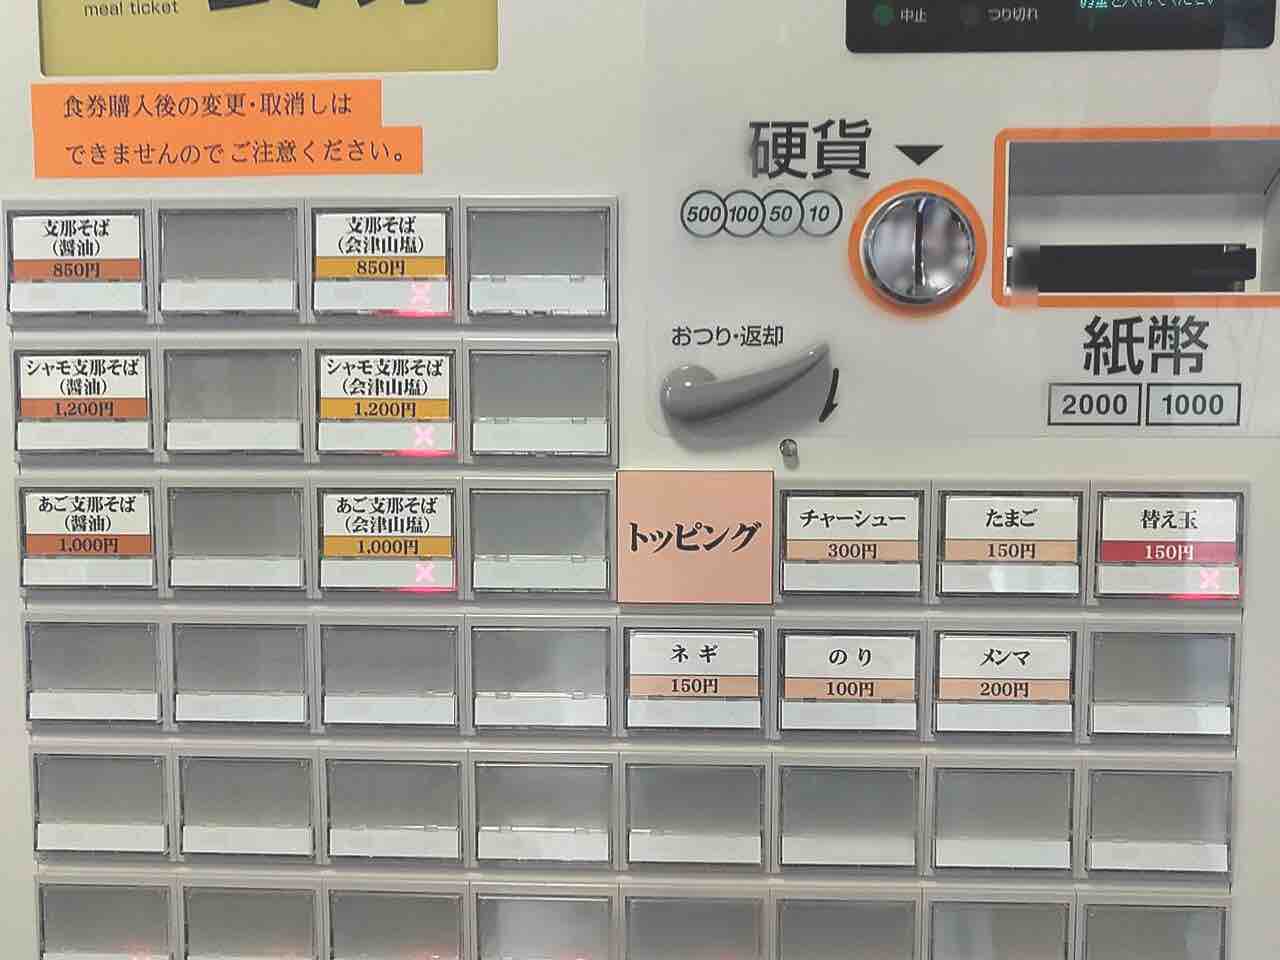 meal ticket
中止
つり切れ
食券購入後の変更・取消しは
できませんのでご注意ください。
硬貨
500 100 50 10
おつり・返却
紙幣
2000 1000
支那そば
(醤油)
850円
支那そば
(会津山塩)
850円
シャモ支那そば
(醤油)
1,200円
シャモ支那そば
(会津山塩)
1,200円
あご支那そば
(醤油)
1,000円
あご支那そば
(会津山塩)
1,000円
トッピング
チャーシュー
300円
たまご
150円
替え玉
150円
ネギ
150円
のり
100円
メンマ
200円